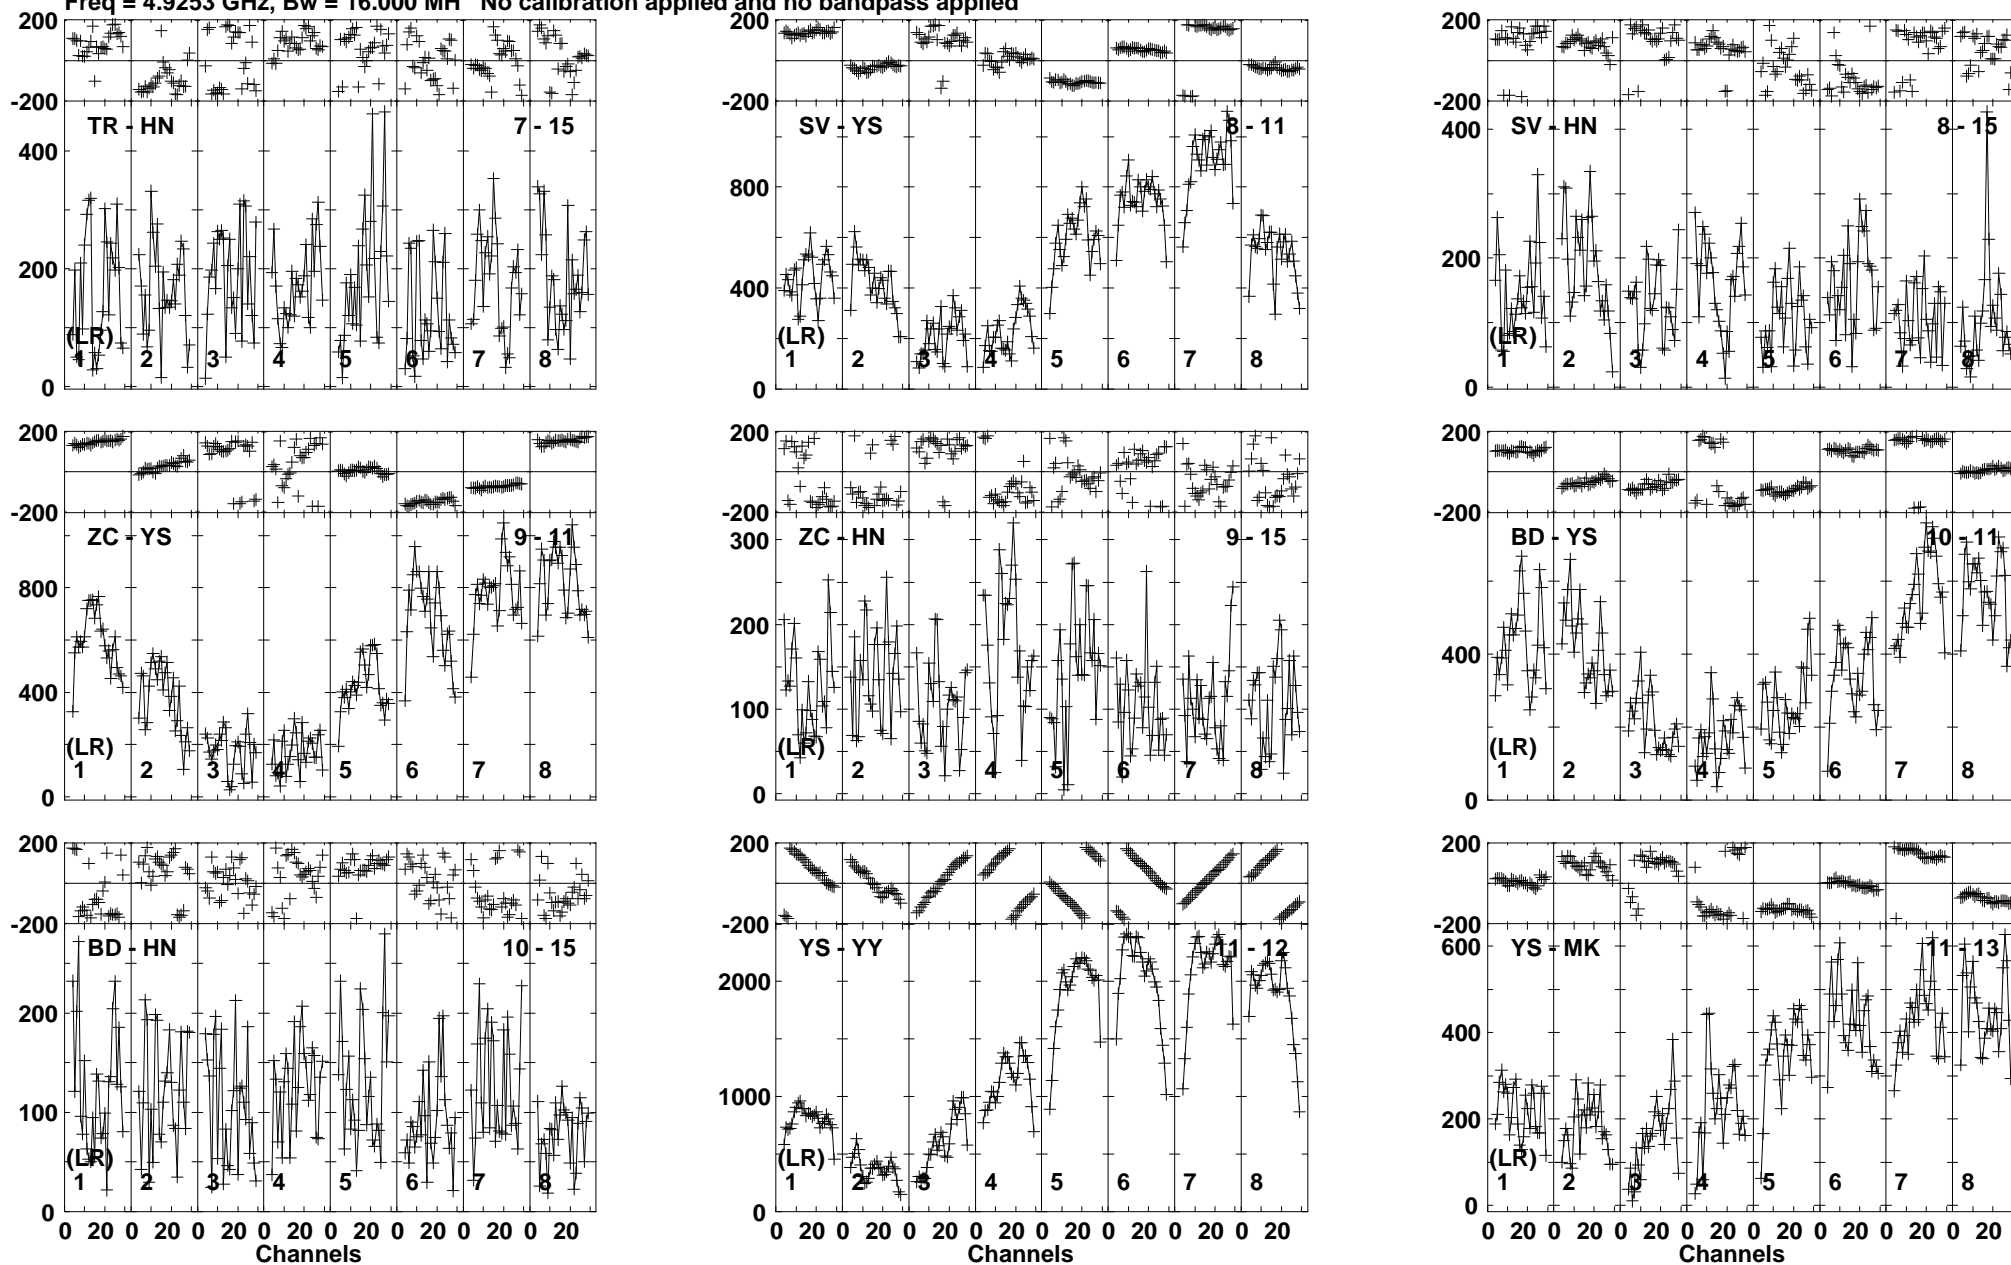 Freq = 4.9253 GHz, Bw = 16.000 MH No calibration applied and no bandpass applied
200
-200
TR - HN 7 - 15
400
200
0
(LR)
1 2 3 4 5 6 7 8
SV - YS 8 - 11
800
400
0
(LR)
1 2 3 4 5 6 7 8
200
-200
SV - HN 8 - 15
400
200
0
(LR)
1 2 3 4 5 6 7 8
200
-200
ZC - YS 9 - 11
800
400
0
(LR)
1 2 3 4 5 6 7 8
200
-200
ZC - HN 9 - 15
300
200
100
0
(LR)
1 2 3 4 5 6 7 8
200
-200
BD - YS 10 - 11
400
0
(LR)
1 2 3 4 5 6 7 8
200
-200
BD - HN 10 - 15
200
100
0
(LR)
1 2 3 4 5 6 7 8
0 20 0 20 0 20 0 20 0 20 0 20 0 20 0 20
Channels
200
-200
YS - YY 11 - 12
2000
1000
0
(LR)
1 2 3 4 5 6 7 8
0 20 0 20 0 20 0 20 0 20 0 20 0 20 0 20
Channels
200
-200
YS - MK 11 - 13
600
400
200
0
(LR)
1 2 3 4 5 6 7 8
0 20 0 20 0 20 0 20 0 20 0 20 0 20 0 20
Channels
200
-200